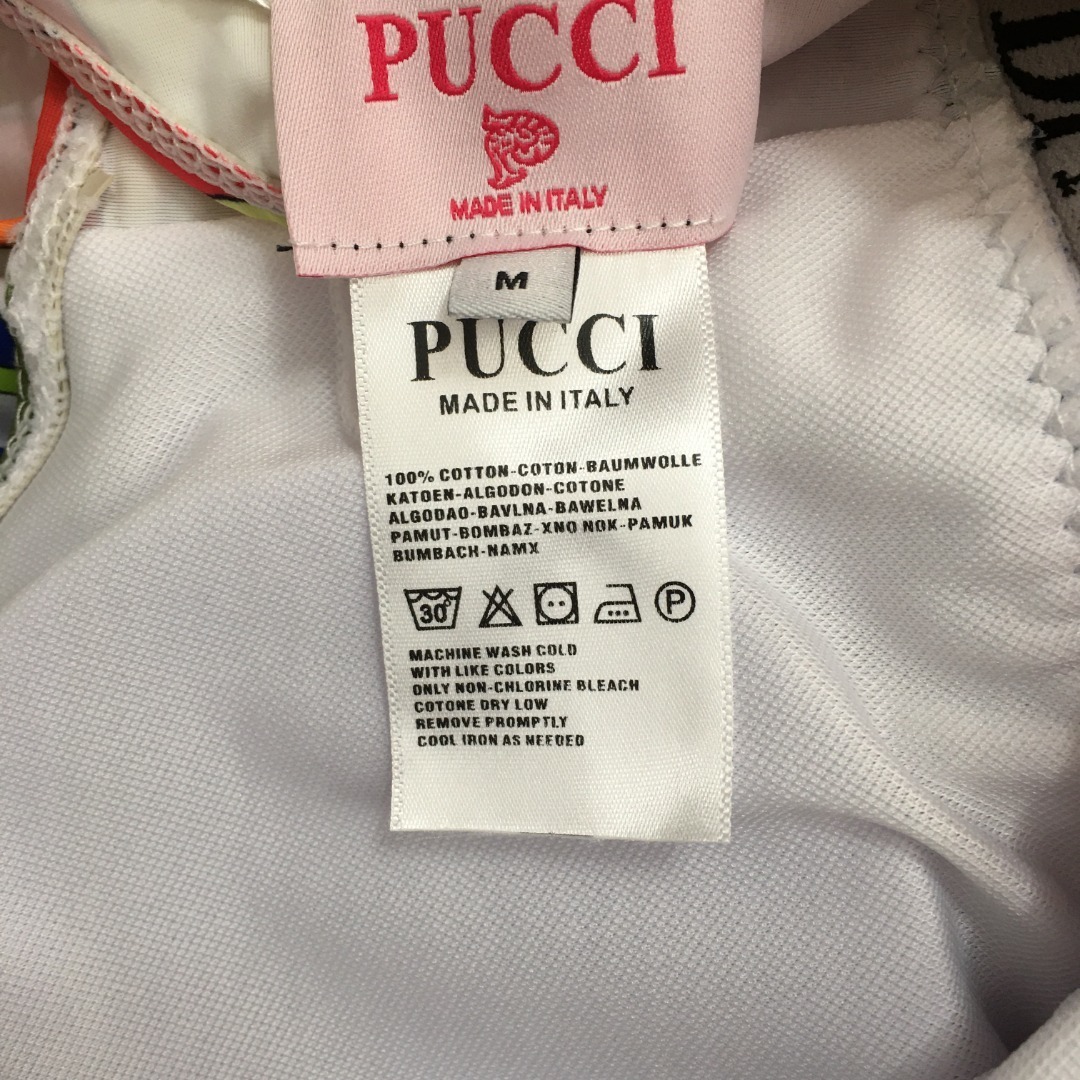 PUCCI
MADE IN ITALY
M
PUCCI
MADE IN ITALY
100% COTTON-COTON-BAUMWOLLE
KATOEN-ALGODON-COTONE
ALGODAO-BAVLNA-BAWELNA
PAMUT-BOMBAZ-XNO NOK-PAMUK
BUMBACH-NAMX
30°
P
MACHINE WASH COLD
WITH LIKE COLORS
ONLY NON-CHLORINE BLEACH
COTONE DRY LOW
REMOVE PROMPTLY
COOL IRON AS NEEDED